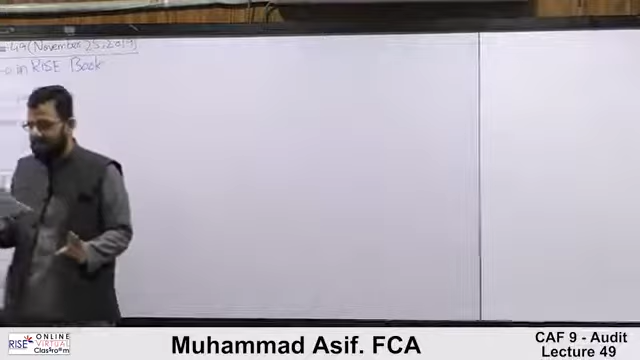 = 49 (November 25, 2019)
in RISE Book
RISE
ONLINE
VIRTUAL
Classroom
Muhammad Asif. FCA
CAF 9 - Audit
Lecture 49